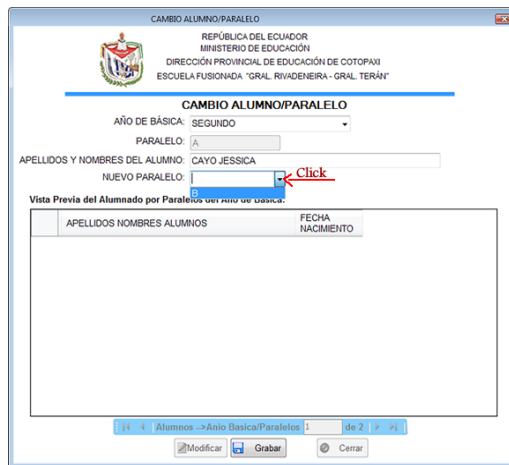 CAMBIO ALUMNO/PARALELO
REPÚBLICA DEL ECUADOR
MINISTERIO DE EDUCACIÓN
DIRECCIÓN PROVINCIAL DE EDUCACIÓN DE COTOPAXI
ESCUELA FUSIONADA "GRAL. RIVADENEIRA - GRAL. TERÁN"
CAMBIO ALUMNO/PARALELO
AÑO DE BÁSICA: SEGUNDO
PARALELO: A
APELLIDOS Y NOMBRES DEL ALUMNO: CAYO JESSICA
NUEVO PARALELO:
Click
B
Vista Previa del Alumnado por Paralelos del Año de Básica:
APELLIDOS NOMBRES ALUMNOS
FECHA
NACIMIENTO
Alumnos -->Anio Basica/Paralelos 1 de 2
Modificar Grabar Cerrar